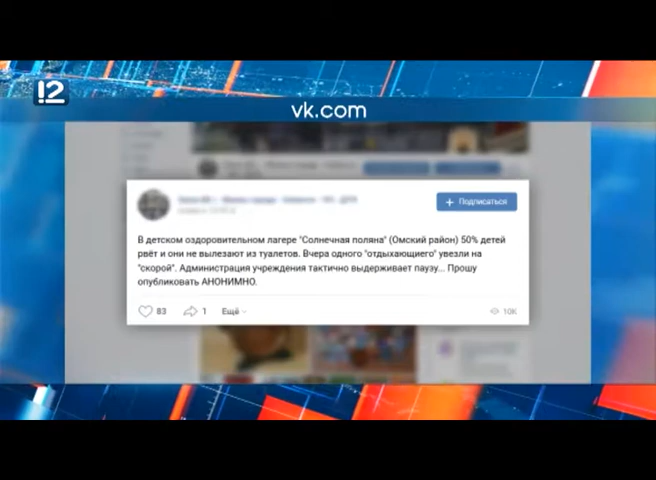 12
vk.com
Подписаться
В детском оздоровительном лагере "Солнечная поляна" (Омский район) 50% детей
рвёт и они не вылезают из туалетов. Вчера одного "отдыхающиего" увезли на
"скорой". Администрация учреждения тактично выдерживает паузу... Прошу
опубликовать АНОНИМНО.
83 1 Ещё 10K